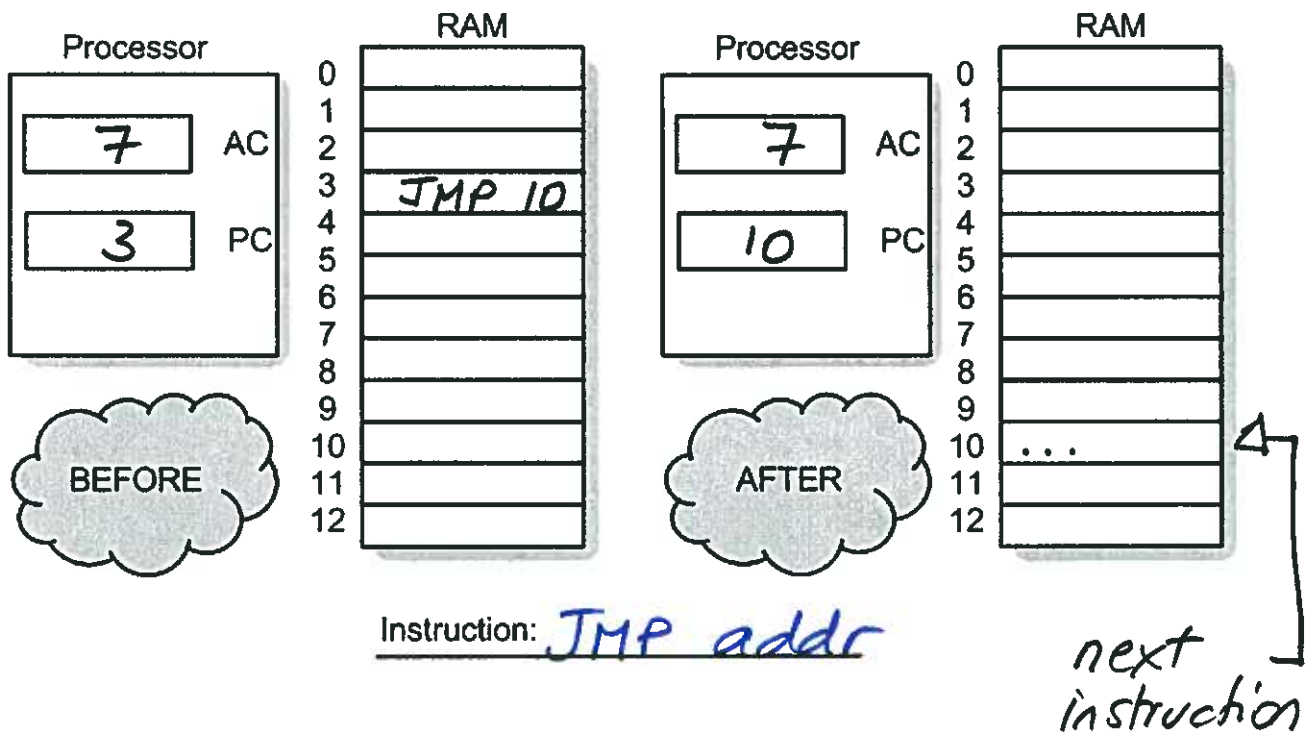 Processor
RAM
7 AC
3 PC
0
1
2
3 JMP 10
4
5
6
7
8
9
10
11
12
BEFORE
Processor
RAM
7 AC
10 PC
0
1
2
3
4
5
6
7
8
9
10 ...
11
12
AFTER
Instruction: JMP addr
next
instruction